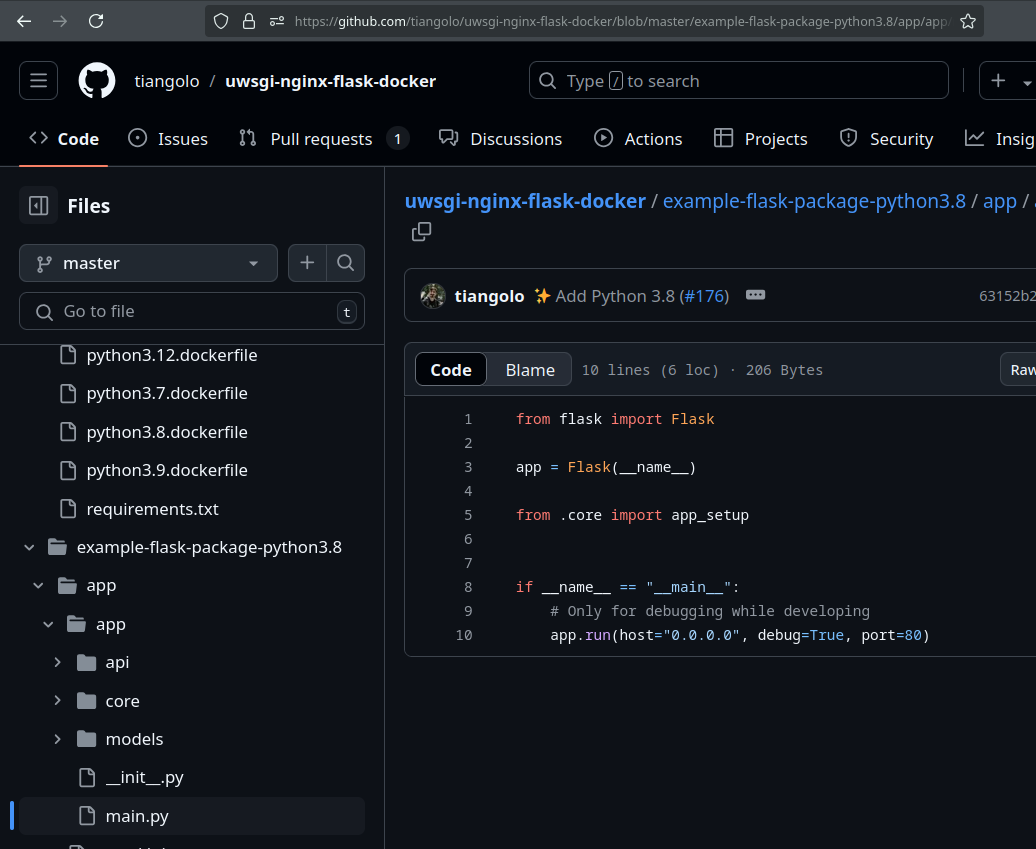 https://github.com/tiangolo/uwsgi-nginx-flask-docker/blob/master/example-flask-package-python3.8/app/app/
tiangolo / uwsgi-nginx-flask-docker
Type / to search
Code
Issues
Pull requests 1
Discussions
Actions
Projects
Security
Insig
Files
master
Go to file
t
python3.12.dockerfile
python3.7.dockerfile
python3.8.dockerfile
python3.9.dockerfile
requirements.txt
example-flask-package-python3.8
app
app
api
core
models
__init__.py
main.py
uwsgi-nginx-flask-docker / example-flask-package-python3.8 / app /
tiangolo ✨ Add Python 3.8 (#176)
63152b2
Code
Blame
10 lines (6 loc) · 206 Bytes
Raw
1 from flask import Flask
2
3 app = Flask(__name__)
4
5 from .core import app_setup
6
7
8 if __name__ == "__main__":
9     # Only for debugging while developing
10     app.run(host="0.0.0.0", debug=True, port=80)